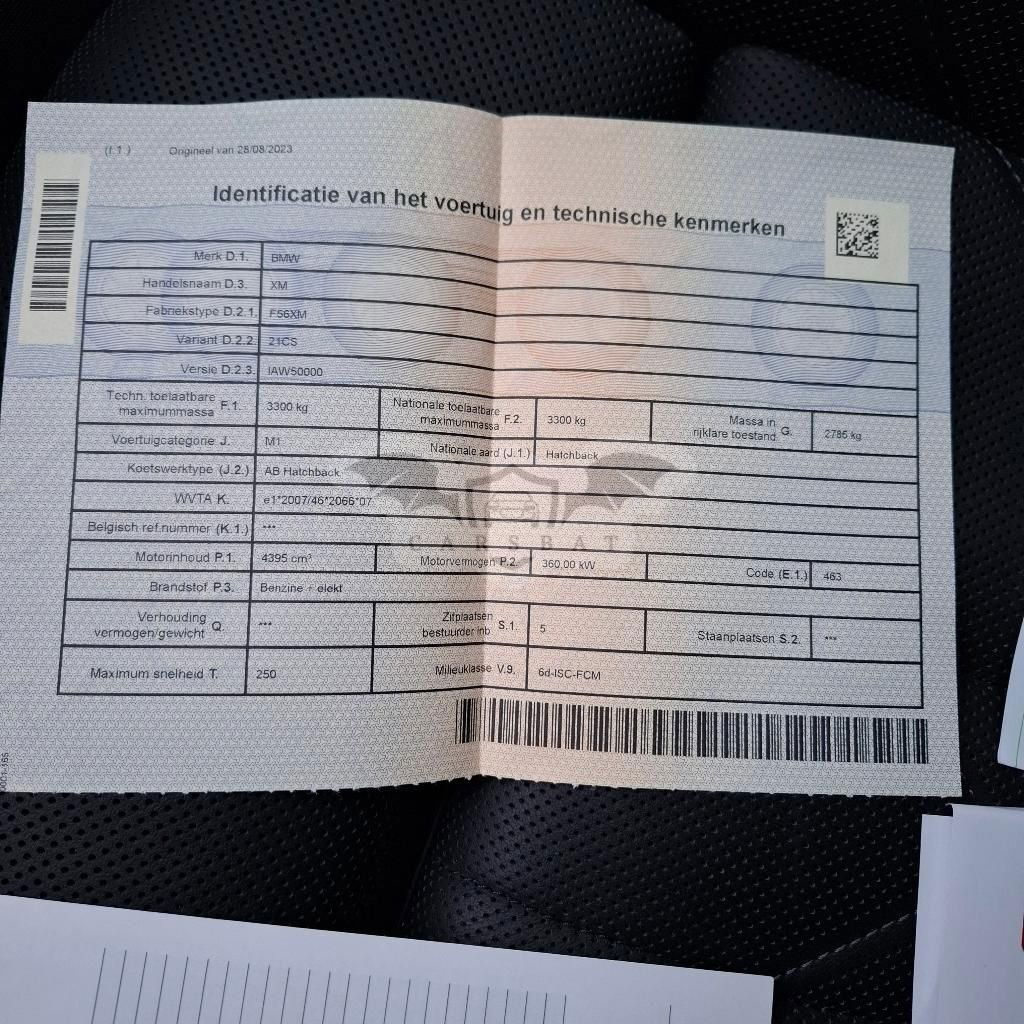 (I.1.) Origineel van 28/08/2023
Identificatie van het voertuig en technische kenmerken
Merk D.1. BMW
Handelsnaam D.3. XM
Fabriekstype D.2.1. F56XM
Variant D.2.2. 21CS
Versie D.2.3. IAW50000
Techn. toelaatbare maximummassa F.1. 3300 kg Nationale toelaatbare maximummassa F.2. 3300 kg Massa in rijklare toestand G. 2785 kg
Voertuigcategorie J. M1 Nationale aard (J.1.) Hatchback
Koetswerktype (J.2.) AB Hatchback
WVTA K. e1*2007/46*2066*07
Belgisch ref.nummer (K.1.) ***
CARSBAT
Motorinhoud P.1. 4395 cm³ Motorvermogen P.2. 360,00 kW Code (E.1.) 463
Brandstof P.3. Benzine + elekt
Verhouding vermogen/gewicht Q. *** Zitplaatsen bestuurder inb. S.1. 5 Staanplaatsen S.2. ***
Maximum snelheid T. 250 Milieuklasse V.9. 6d-ISC-FCM